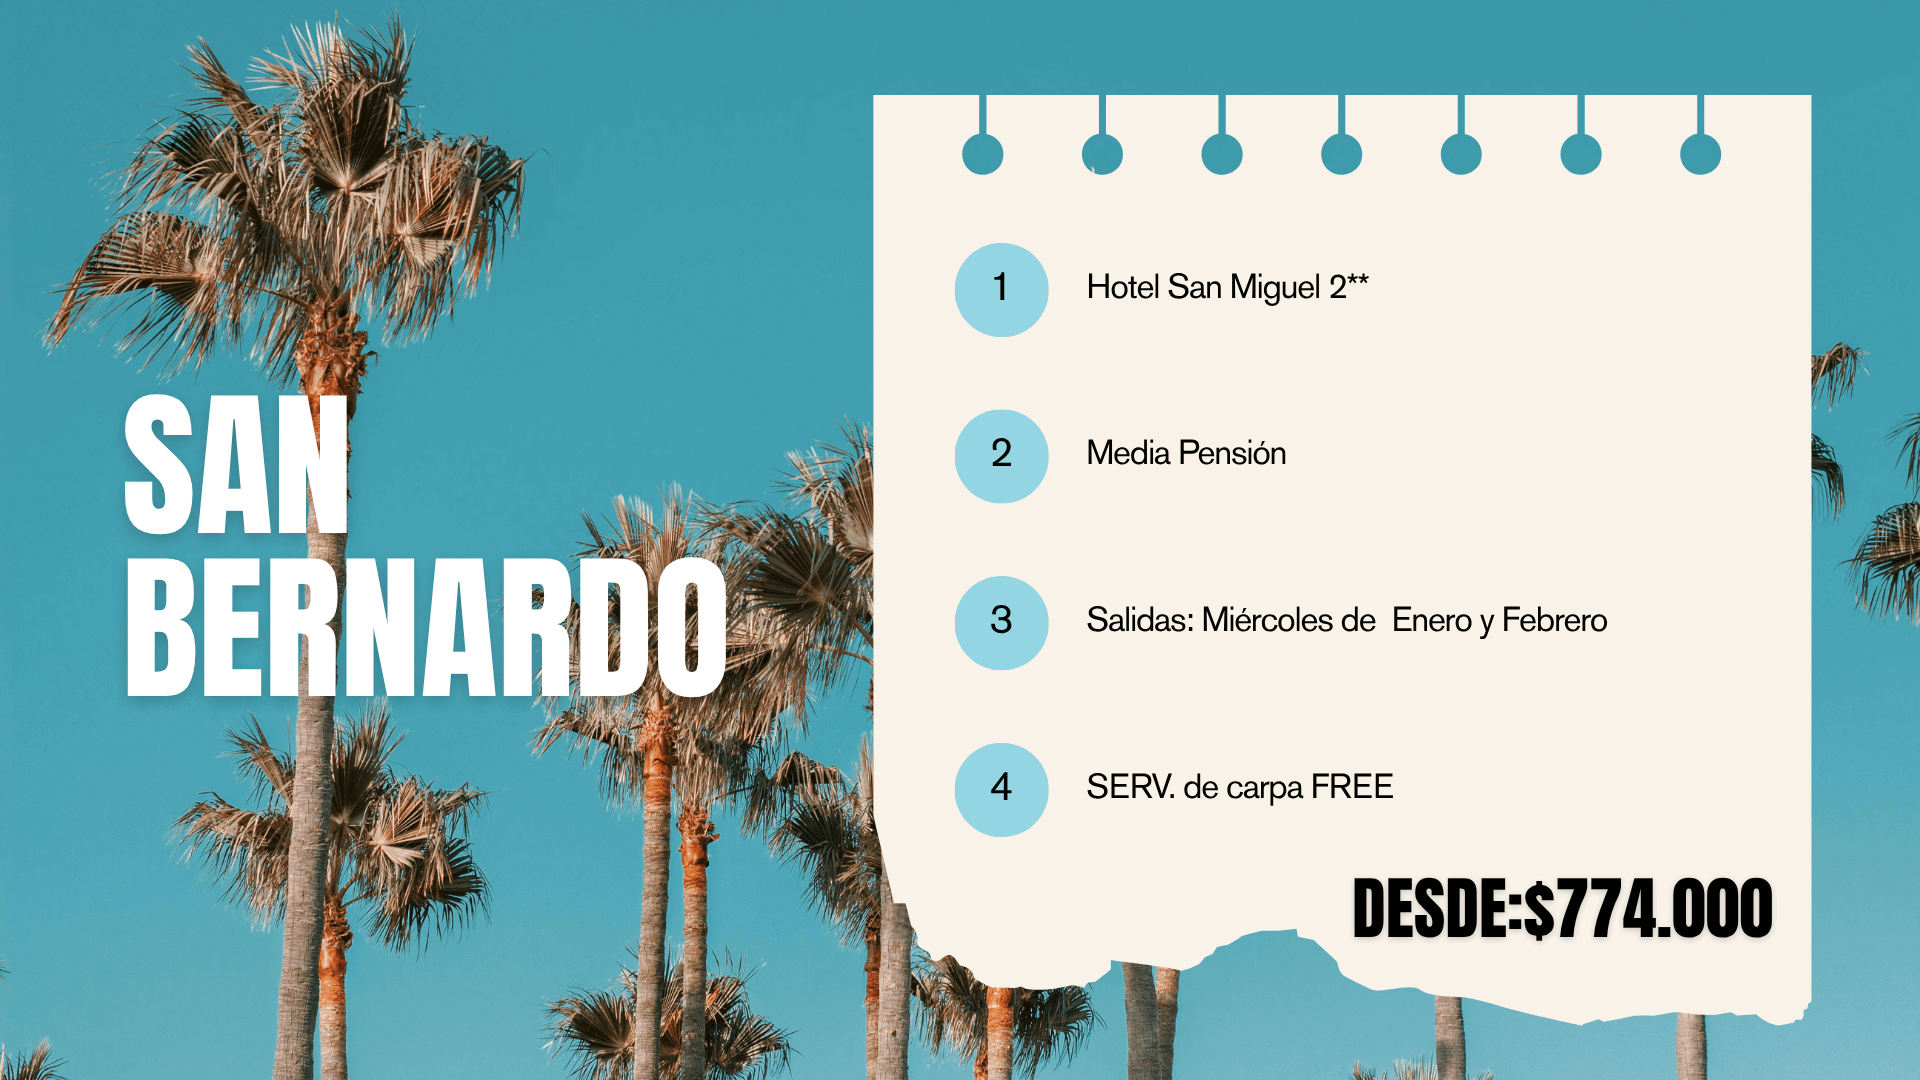 SAN
BERNARDO
1 Hotel San Miguel 2**
2 Media Pensión
3 Salidas: Miércoles de  Enero y Febrero
4 SERV. de carpa FREE
DESDE:$774.000